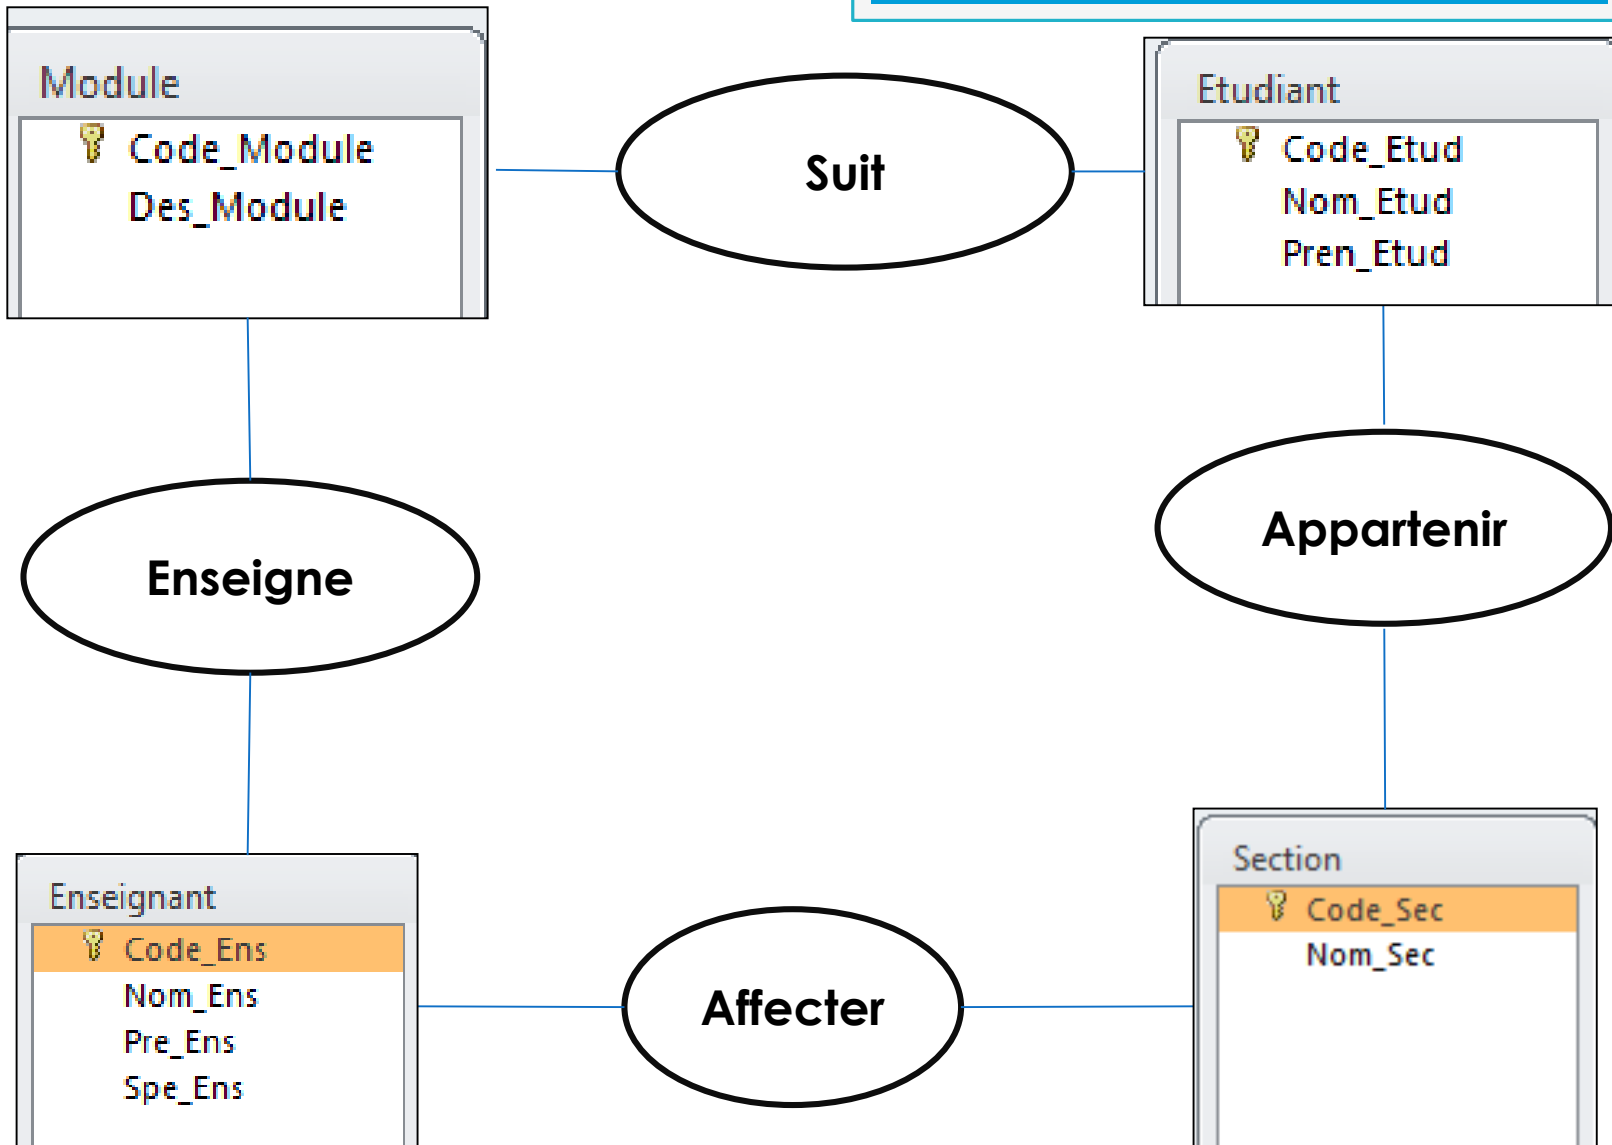 Module
Code_Module
Des_Module
Suit
Etudiant
Code_Etud
Nom_Etud
Pren_Etud
Enseigne
Appartenir
Enseignant
Code_Ens
Nom_Ens
Pre_Ens
Spe_Ens
Affecter
Section
Code_Sec
Nom_Sec